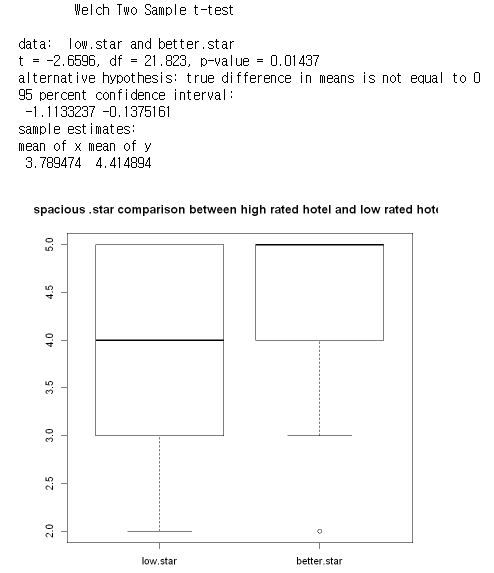 Welch Two Sample t-test
data:  low.star and better.star
t = -2.6596, df = 21.823, p-value = 0.01437
alternative hypothesis: true difference in means is not equal to 0
95 percent confidence interval:
-1.1133237 -0.1375161
sample estimates:
mean of x mean of y
3.789474  4.414894
spacious .star comparison between high rated hotel and low rated hote
5.0
4.5
4.0
3.5
3.0
2.5
2.0
low.star better.star